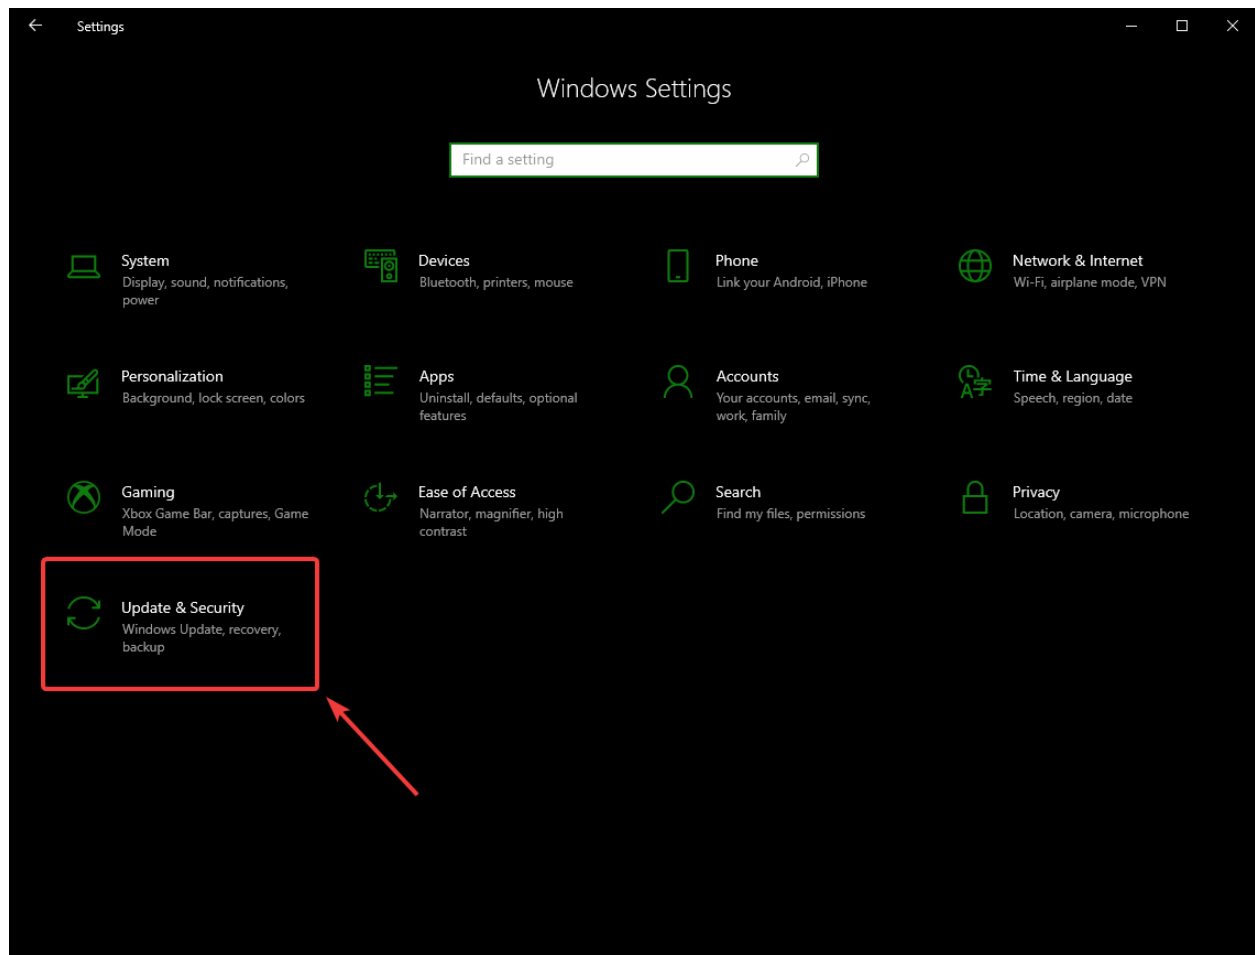 Settings
Windows Settings
Find a setting
System
Display, sound, notifications,
power
Devices
Bluetooth, printers, mouse
Phone
Link your Android, iPhone
Network & Internet
Wi-Fi, airplane mode, VPN
Personalization
Background, lock screen, colors
Apps
Uninstall, defaults, optional
features
Accounts
Your accounts, email, sync,
work, family
Time & Language
Speech, region, date
Gaming
Xbox Game Bar, captures, Game
Mode
Ease of Access
Narrator, magnifier, high
contrast
Search
Find my files, permissions
Privacy
Location, camera, microphone
Update & Security
Windows Update, recovery,
backup